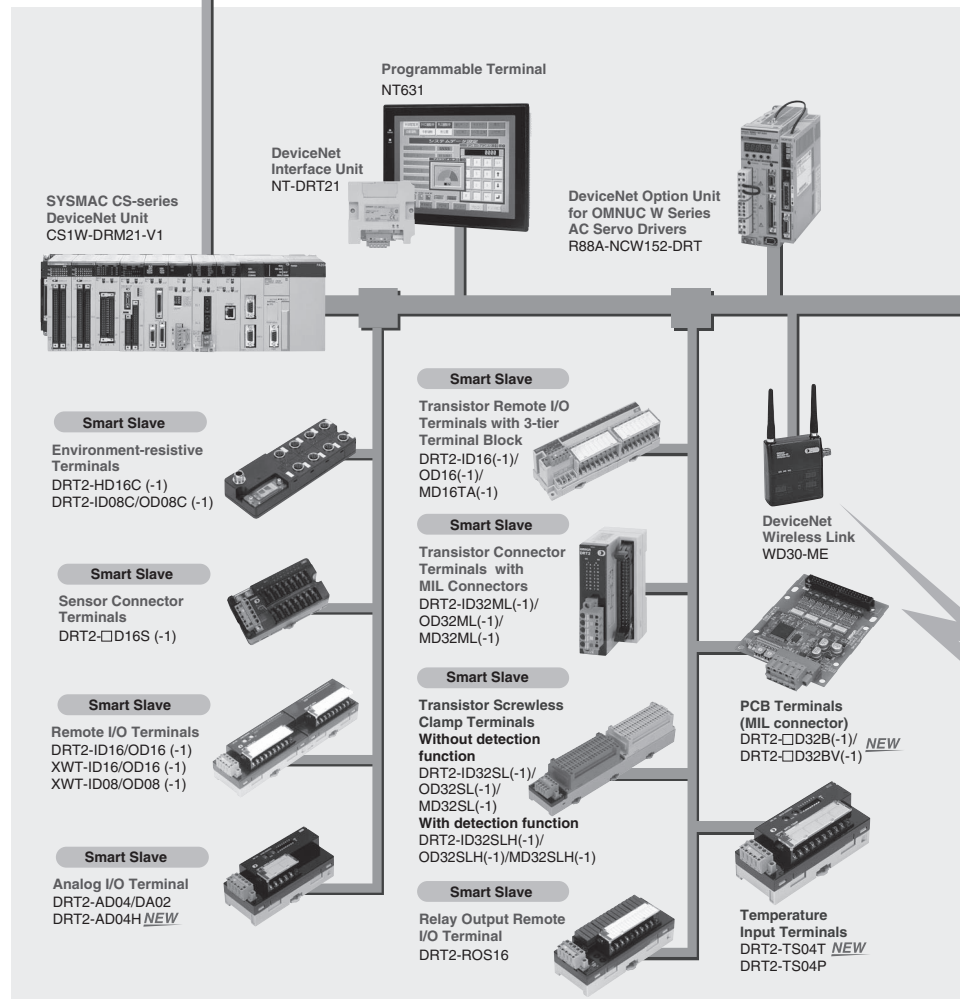 Programmable Terminal
NT631
DeviceNet
Interface Unit
NT-DRT21
SYSMAC CS-series
DeviceNet Unit
CS1W-DRM21-V1
DeviceNet Option Unit
for OMNUC W Series
AC Servo Drivers
R88A-NCW152-DRT
Smart Slave
Environment-resistive
Terminals
DRT2-HD16C (-1)
DRT2-ID08C/OD08C (-1)
Smart Slave
Sensor Connector
Terminals
DRT2-□D16S (-1)
Smart Slave
Remote I/O Terminals
DRT2-ID16/OD16 (-1)
XWT-ID16/OD16 (-1)
XWT-ID08/OD08 (-1)
Smart Slave
Analog I/O Terminal
DRT2-AD04/DA02
DRT2-AD04H NEW
Smart Slave
Transistor Remote I/O
Terminals with 3-tier
Terminal Block
DRT2-ID16(-1)/
OD16(-1)/
MD16TA(-1)
Smart Slave
Transistor Connector
Terminals with
MIL Connectors
DRT2-ID32ML(-1)/
OD32ML(-1)/
MD32ML(-1)
Smart Slave
Transistor Screwless
Clamp Terminals
Without detection
function
DRT2-ID32SL(-1)/
OD32SL(-1)/
MD32SL(-1)
With detection function
DRT2-ID32SLH(-1)/
OD32SLH(-1)/MD32SLH(-1)
Smart Slave
Relay Output Remote
I/O Terminal
DRT2-ROS16
DeviceNet
Wireless Link
WD30-ME
PCB Terminals
(MIL connector)
DRT2-□D32B(-1)/
DRT2-□D32BV(-1) NEW
Temperature
Input Terminals
DRT2-TS04T NEW
DRT2-TS04P